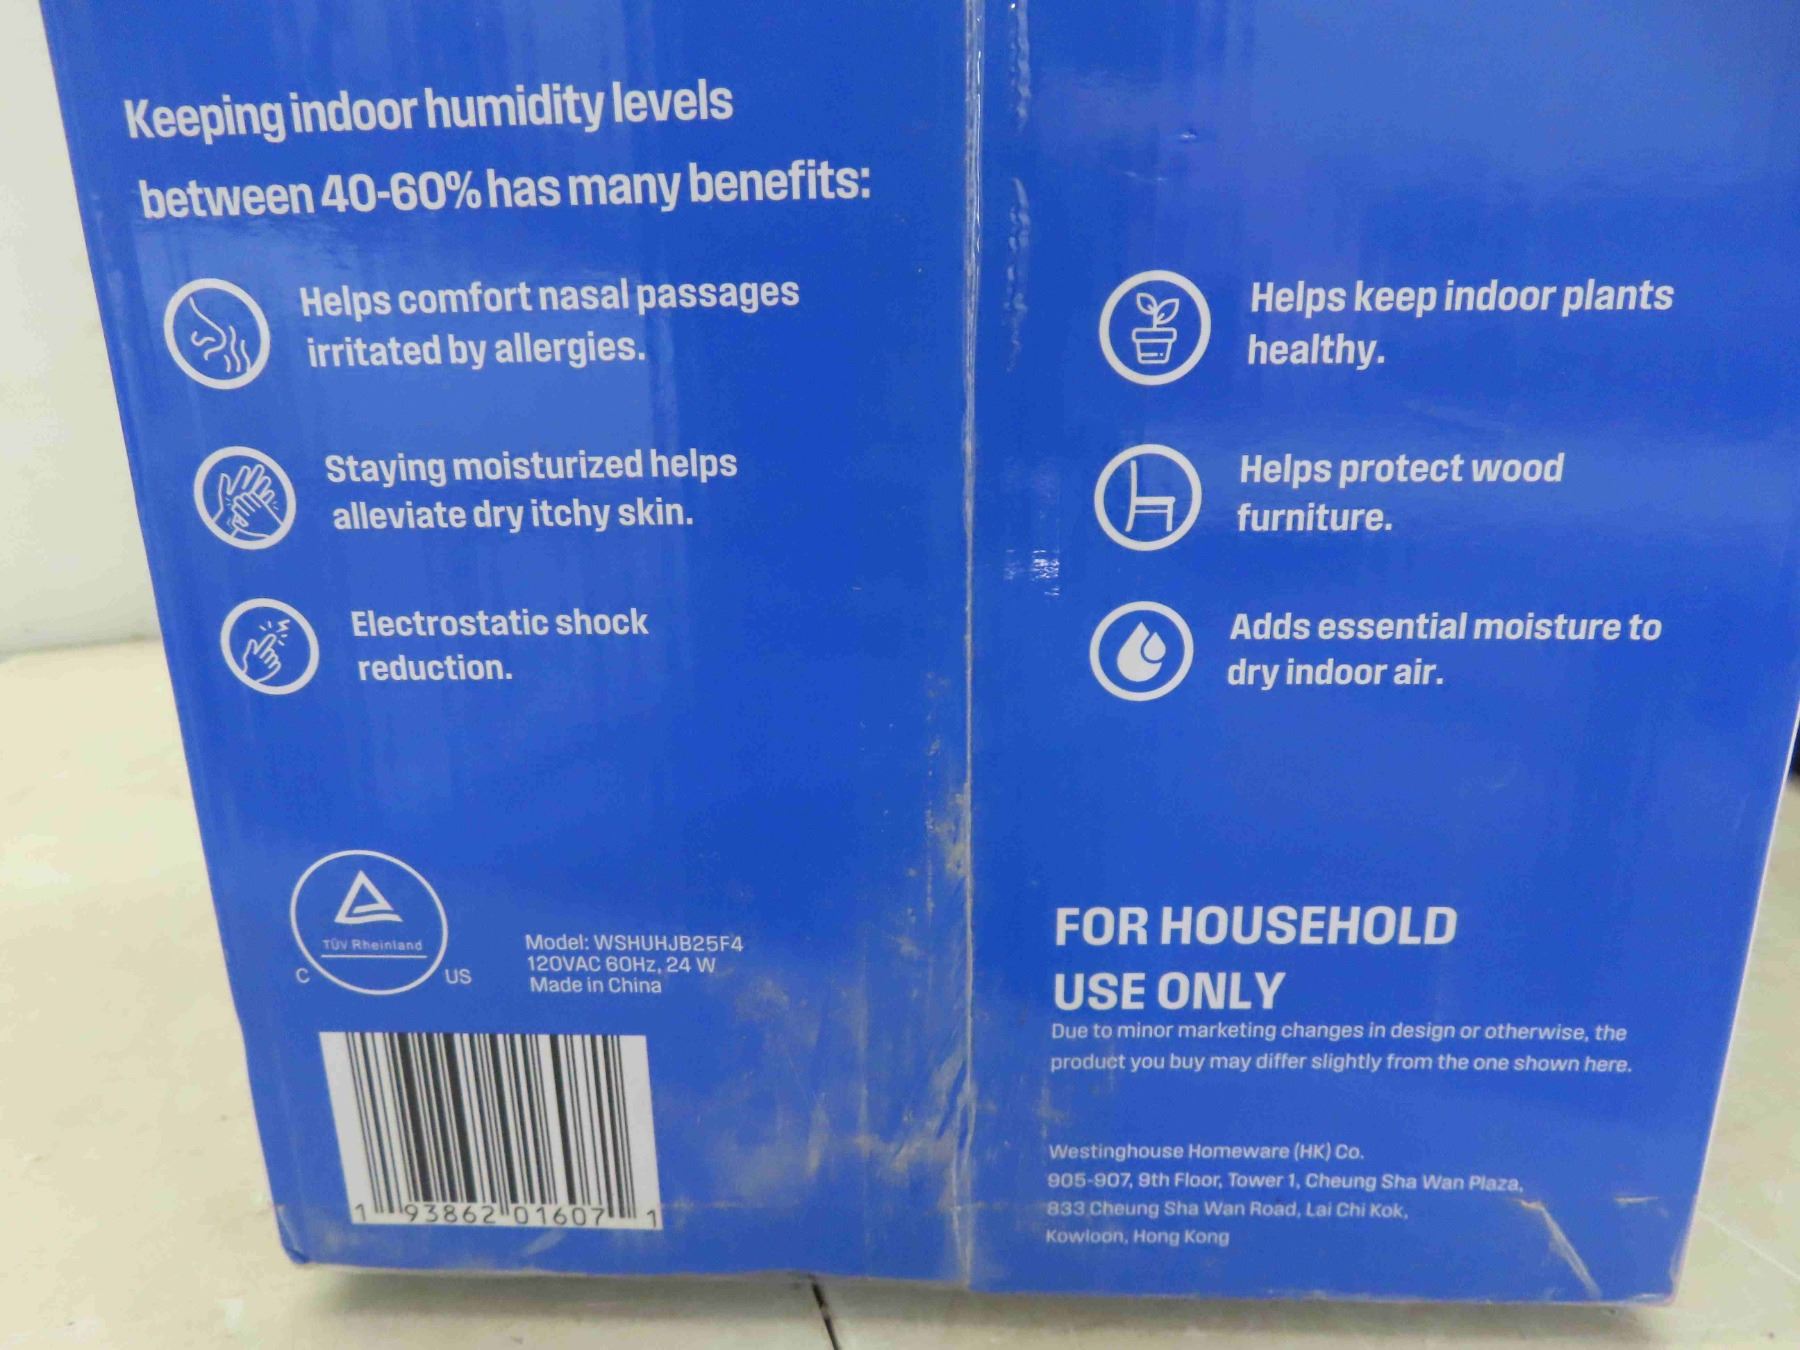 Keeping indoor humidity levels
between 40-60% has many benefits:
Helps comfort nasal passages
irritated by allergies.
Staying moisturized helps
alleviate dry itchy skin.
Electrostatic shock
reduction.
Helps keep indoor plants
healthy.
Helps protect wood
furniture.
Adds essential moisture to
dry indoor air.
TÜV Rheinland
C US
Model: WSHUHJB25F4
120VAC 60Hz, 24 W
Made in China
1 93862 01607 1
FOR HOUSEHOLD
USE ONLY
Due to minor marketing changes in design or otherwise, the
product you buy may differ slightly from the one shown here.
Westinghouse Homeware (HK) Co.
905-907, 9th Floor, Tower 1, Cheung Sha Wan Plaza,
833 Cheung Sha Wan Road, Lai Chi Kok,
Kowloon, Hong Kong